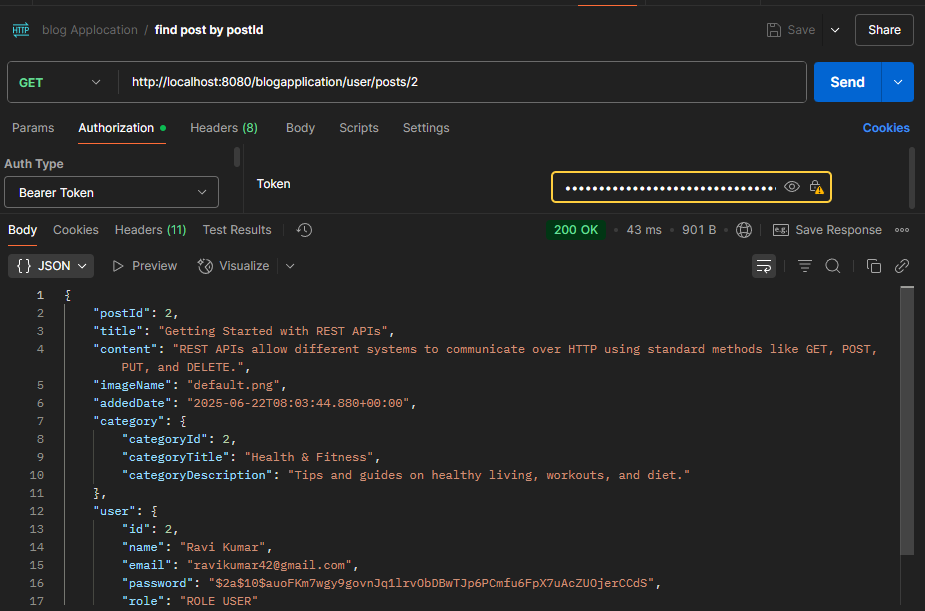 HTTP blog Applocation / find post by postId Save Share
GET http://localhost:8080/blogapplication/user/posts/2 Send
Params Authorization Headers (8) Body Scripts Settings Cookies
Auth Type
Bearer Token
Token
Body Cookies Headers (11) Test Results 200 OK 43 ms 901 B e.g. Save Response
{} JSON Preview Visualize
1 {
2 "postId": 2,
3 "title": "Getting Started with REST APIs",
4 "content": "REST APIs allow different systems to communicate over HTTP using standard methods like GET, POST,
PUT, and DELETE.",
5 "imageName": "default.png",
6 "addedDate": "2025-06-22T08:03:44.880+00:00",
7 "category": {
8 "categoryId": 2,
9 "categoryTitle": "Health & Fitness",
10 "categoryDescription": "Tips and guides on healthy living, workouts, and diet."
11 },
12 "user": {
13 "id": 2,
14 "name": "Ravi Kumar",
15 "email": "ravikumar42@gmail.com",
16 "password": "$2a$10$auoFKm7wgy9govnJq1lrvObDBwTJp6PCmfu6FpX7uAcZUOjerCCdS",
17 "role": "ROLE USER"